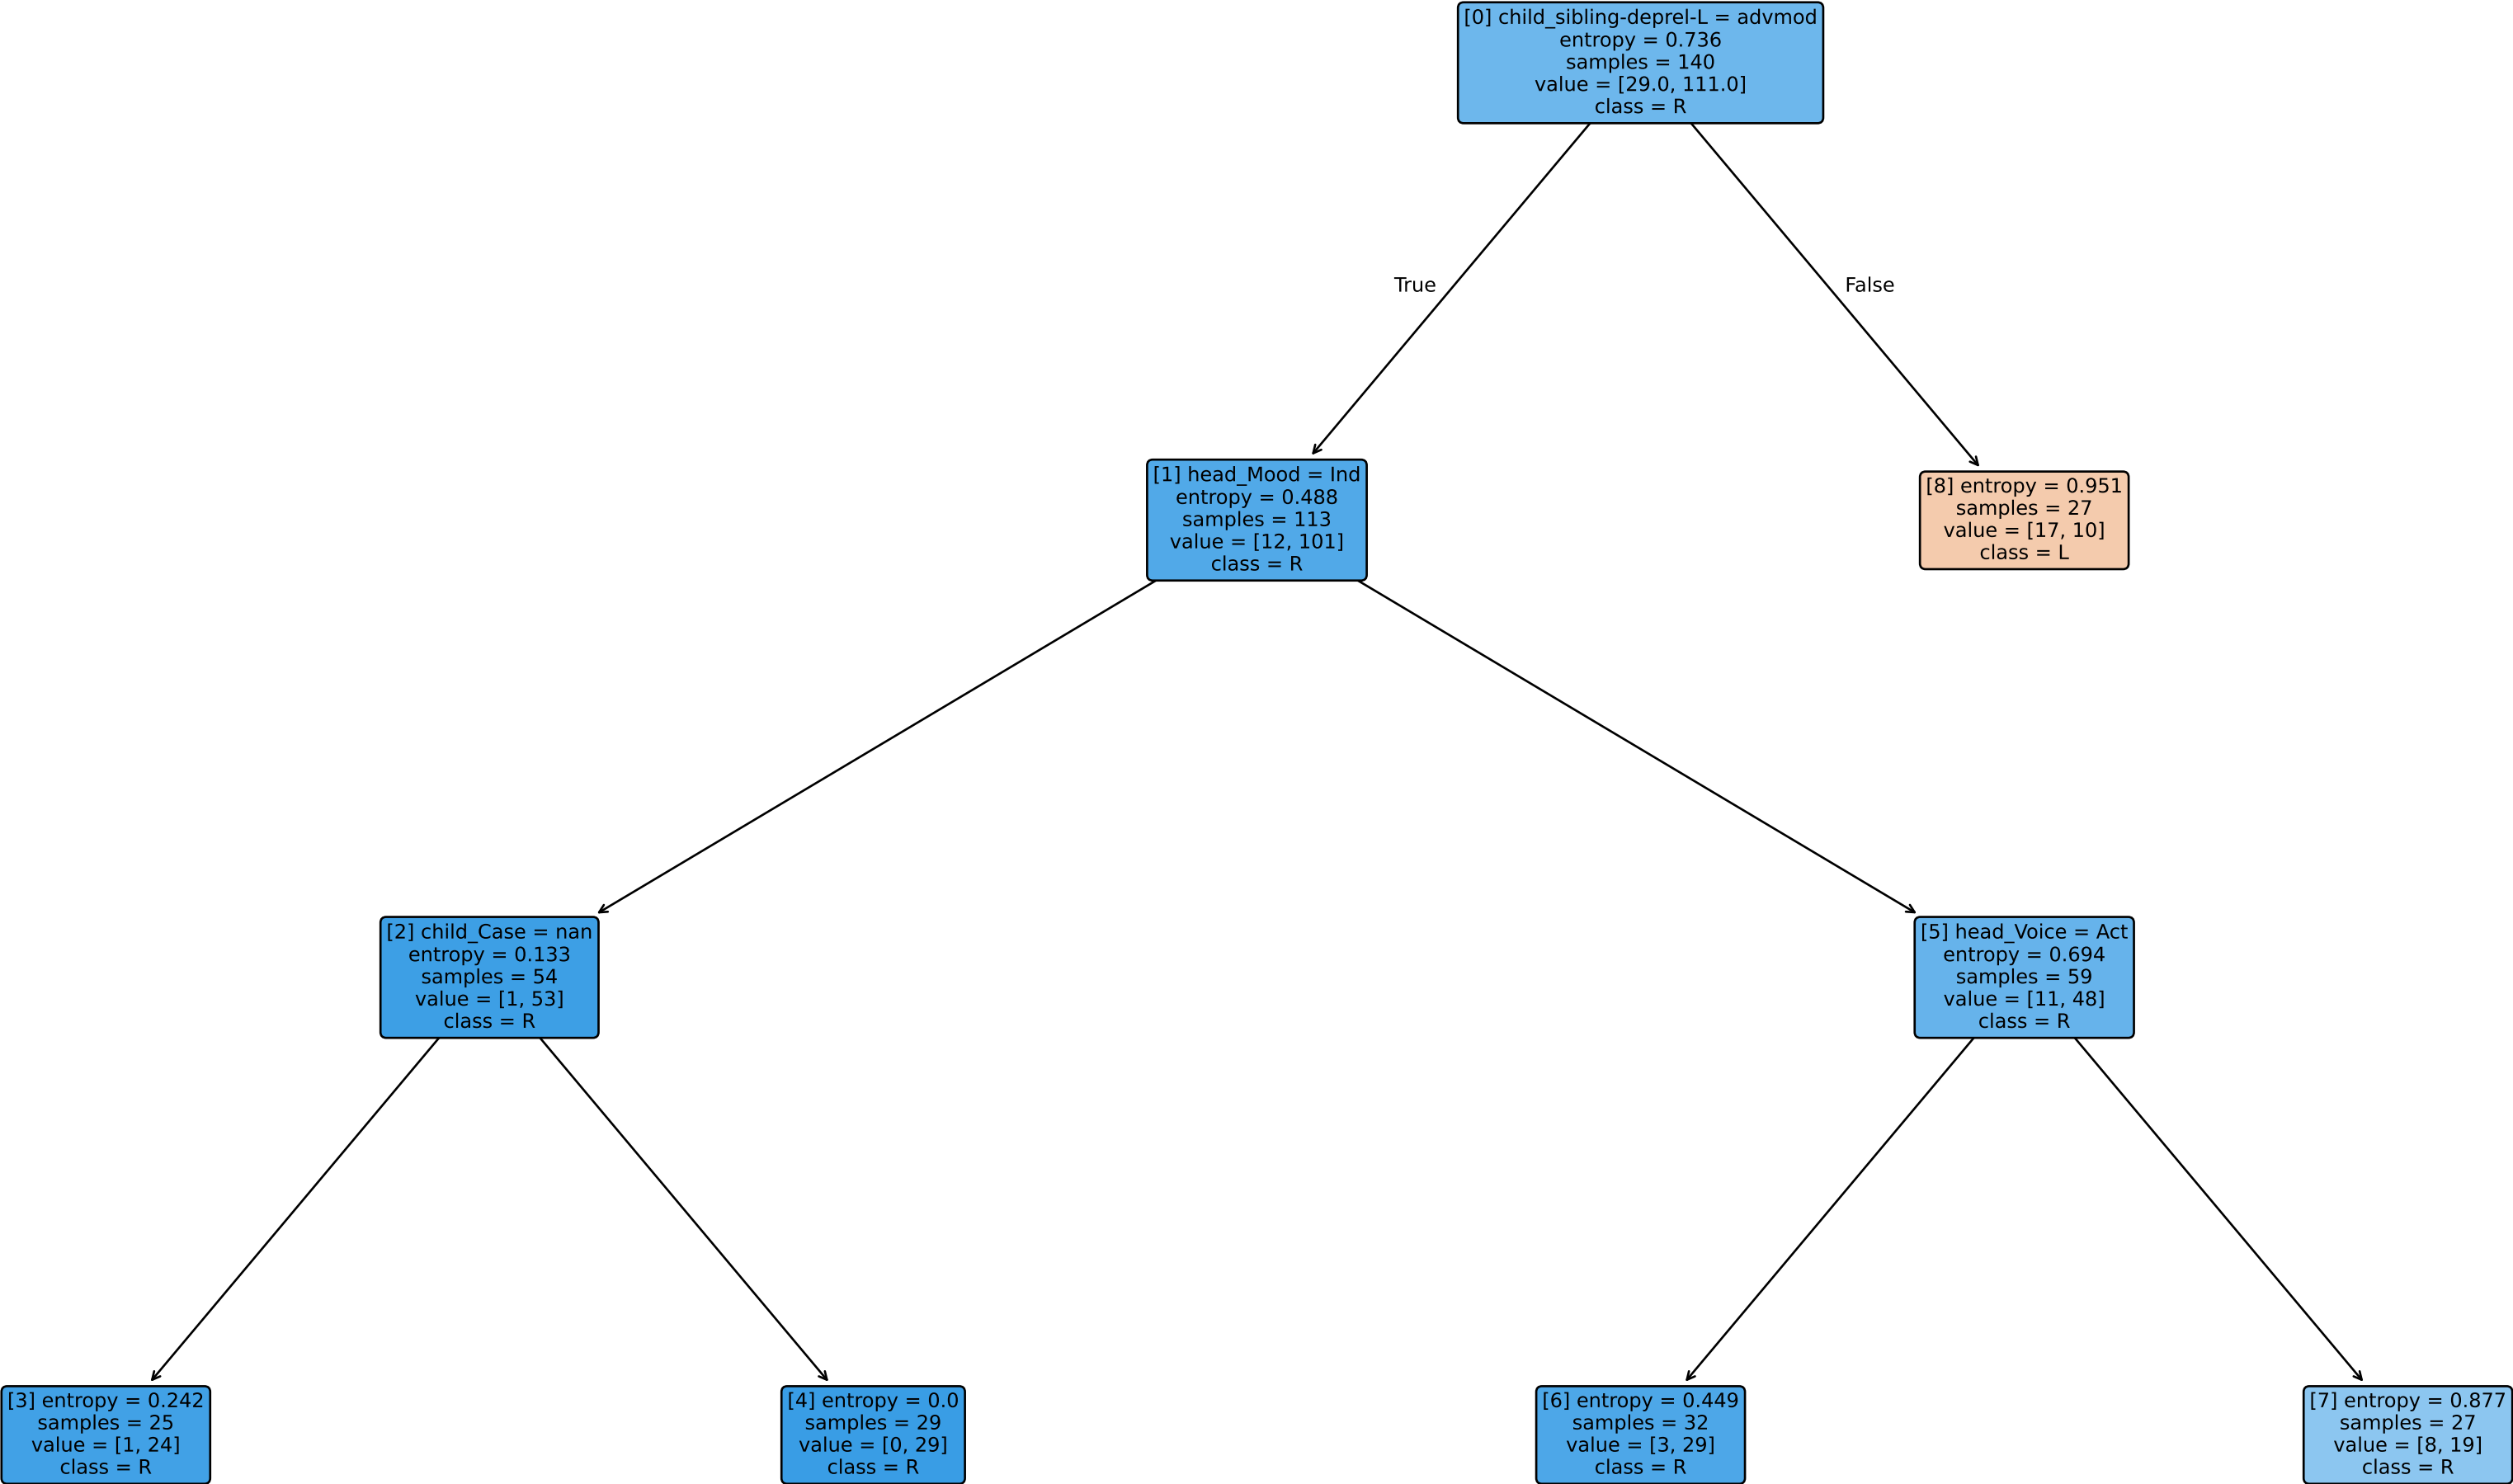 [0] child_sibling-deprel-L = advmod
entropy = 0.736
samples = 140
value = [29.0, 111.0]
class = R
True
False
[1] head_Mood = Ind
entropy = 0.488
samples = 113
value = [12, 101]
class = R
[8] entropy = 0.951
samples = 27
value = [17, 10]
class = L
[2] child_Case = nan
entropy = 0.133
samples = 54
value = [1, 53]
class = R
[5] head_Voice = Act
entropy = 0.694
samples = 59
value = [11, 48]
class = R
[3] entropy = 0.242
samples = 25
value = [1, 24]
class = R
[4] entropy = 0.0
samples = 29
value = [0, 29]
class = R
[6] entropy = 0.449
samples = 32
value = [3, 29]
class = R
[7] entropy = 0.877
samples = 27
value = [8, 19]
class = R